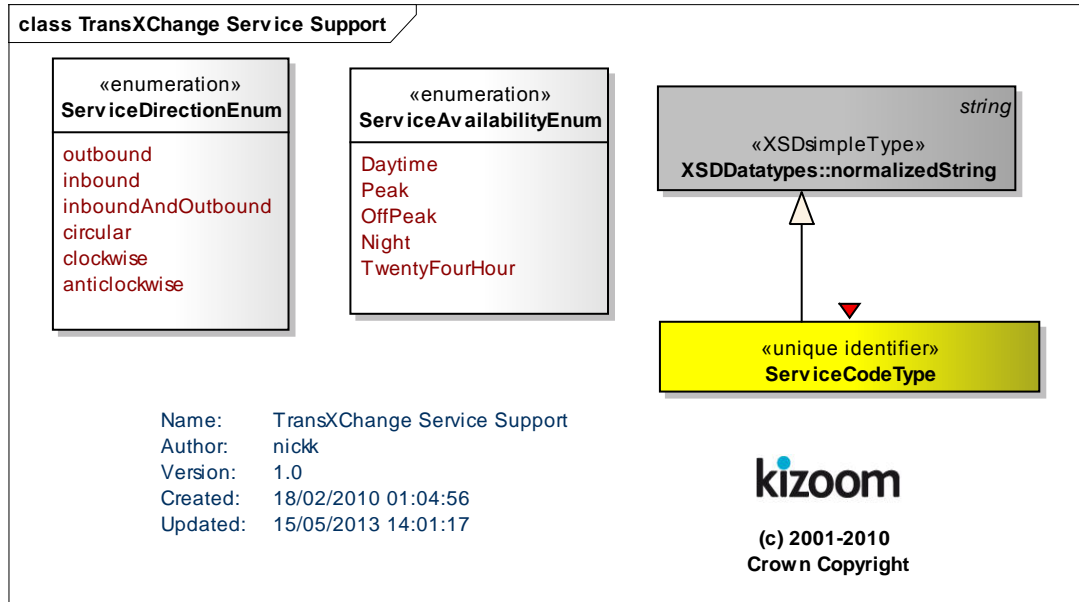 class TransXChange Service Support
«enumeration»
ServiceDirectionEnum
outbound
inbound
inboundAndOutbound
circular
clockwise
anticlockwise
«enumeration»
ServiceAvailabilityEnum
Daytime
Peak
OffPeak
Night
TwentyFourHour
string
«XSDsimpleType»
XSDDatatypes::normalizedString
«unique identifier»
ServiceCodeType
Name: TransXChange Service Support
Author: nickk
Version: 1.0
Created: 18/02/2010 01:04:56
Updated: 15/05/2013 14:01:17
kizoom
(c) 2001-2010
Crown Copyright